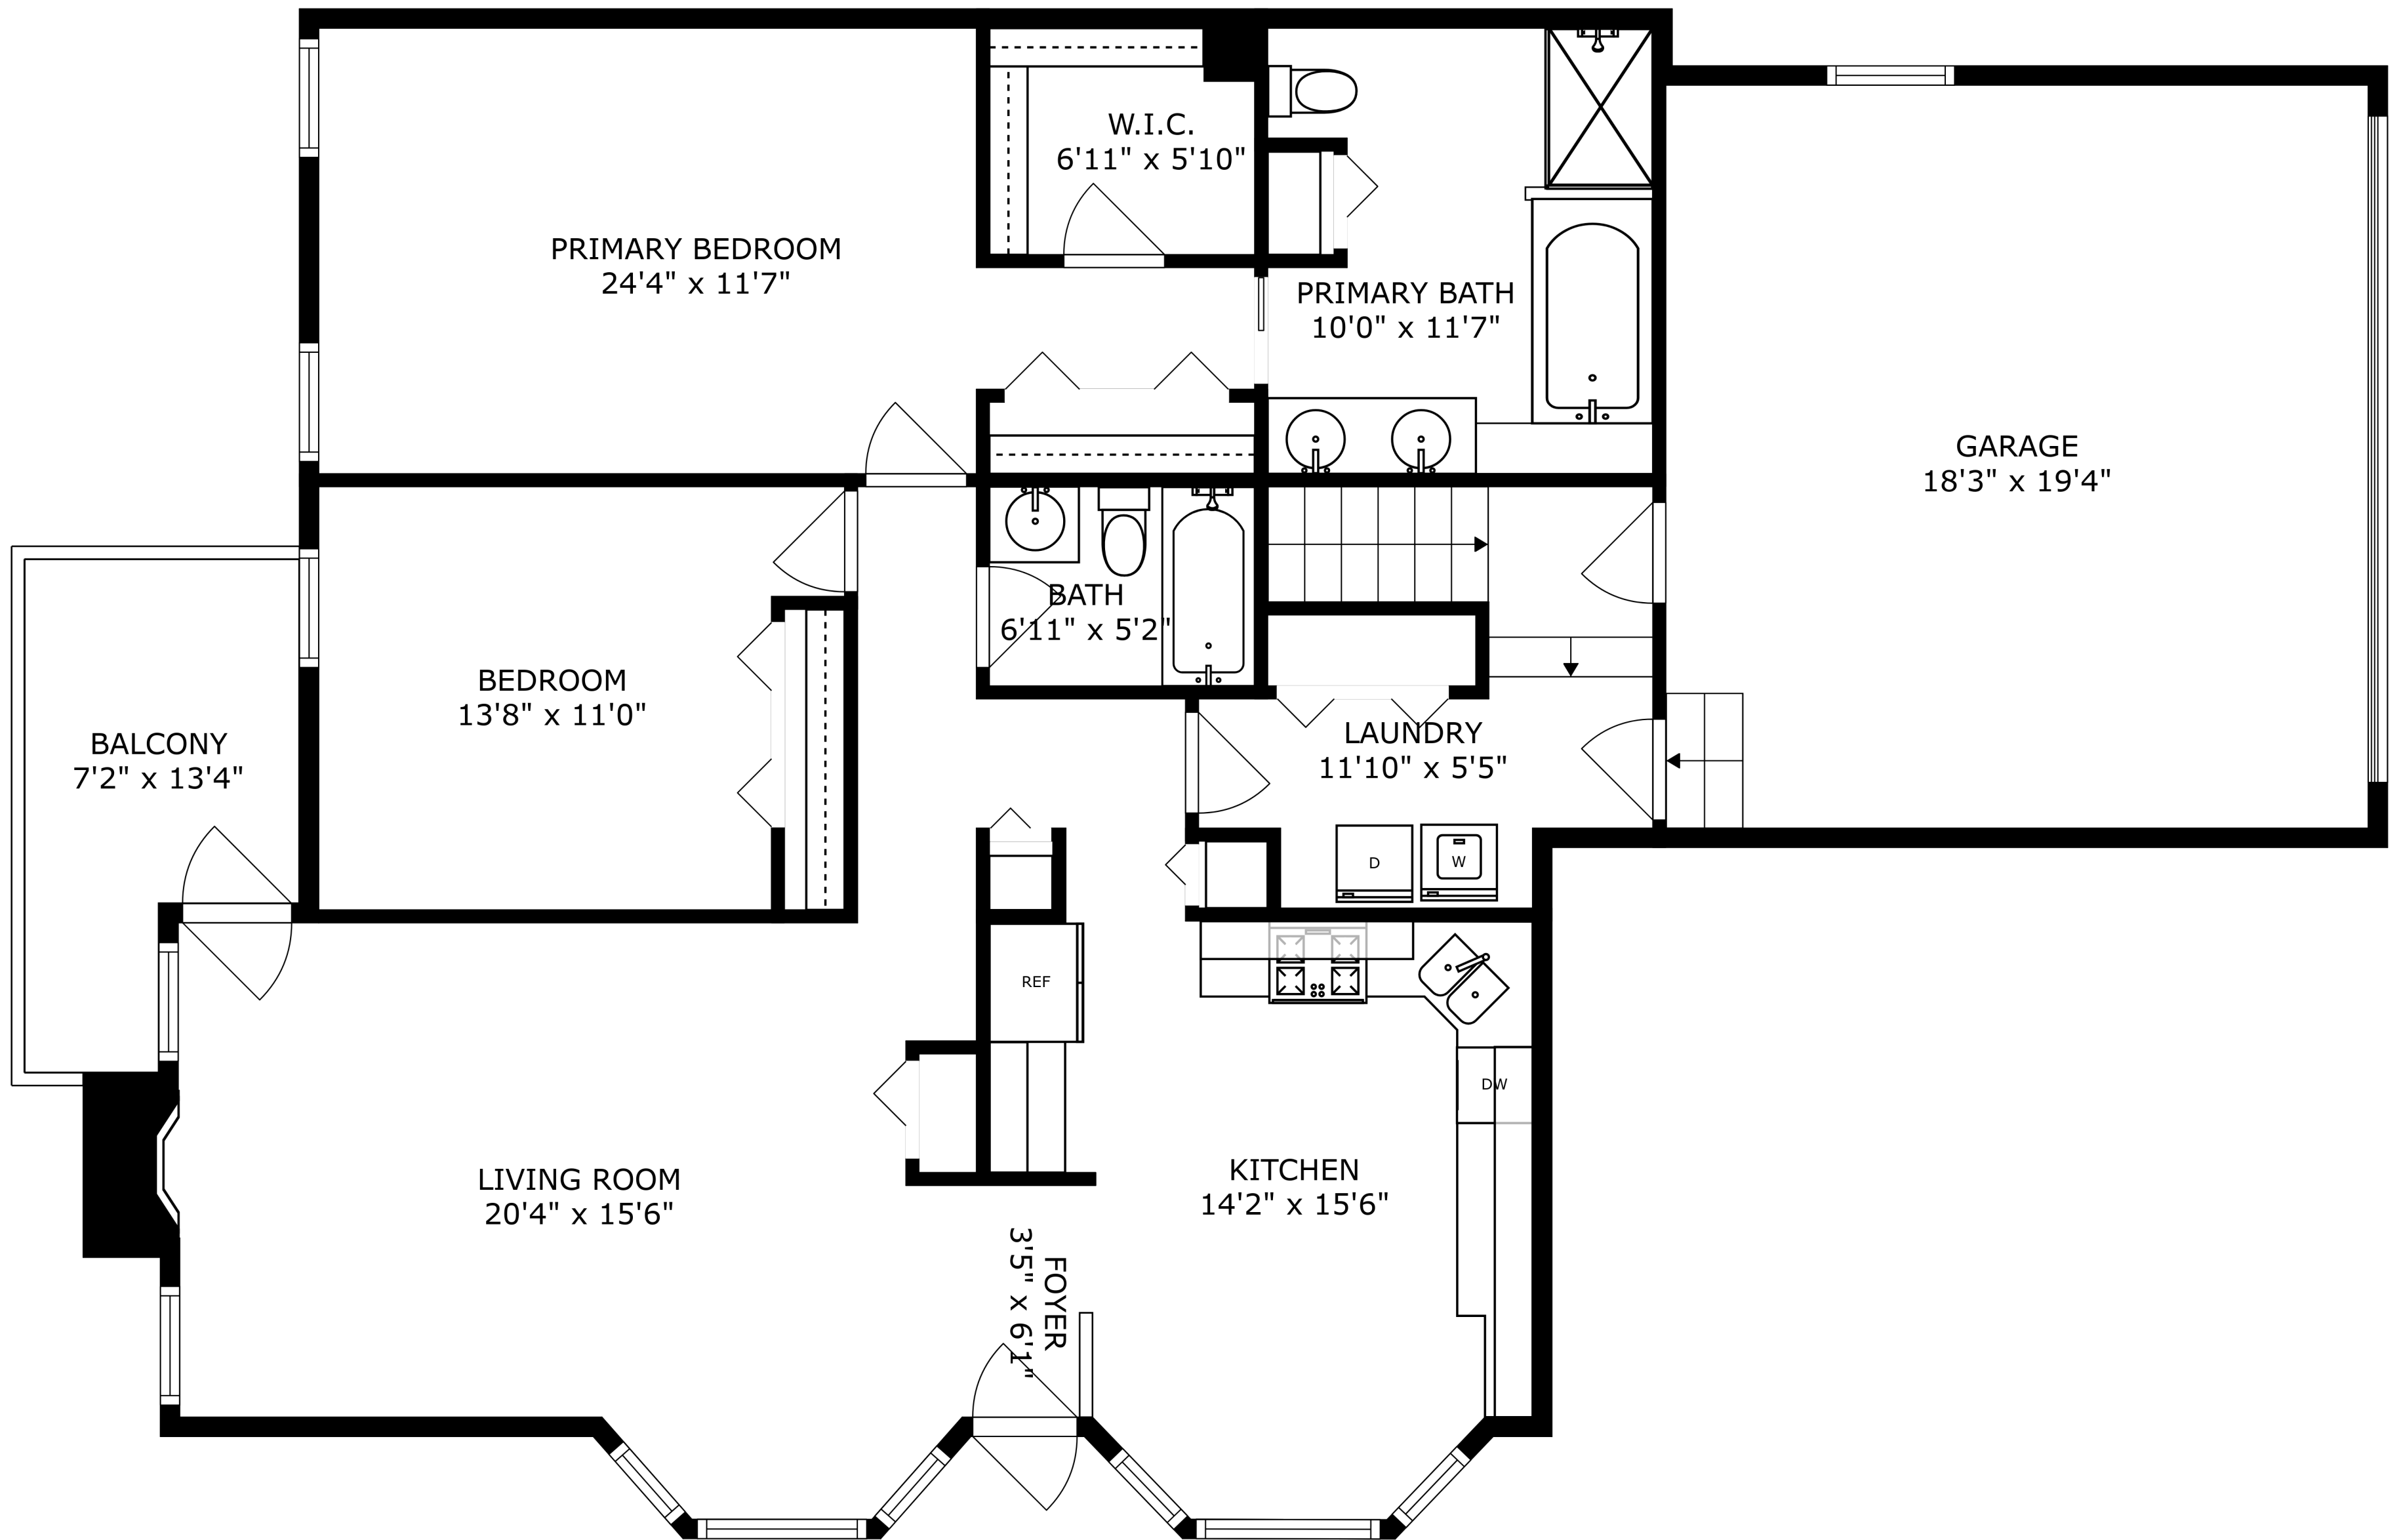 W.I.C.
6'11" x 5'10"
PRIMARY BEDROOM
24'4" x 11'7"
PRIMARY BATH
10'0" x 11'7"
GARAGE
18'3" x 19'4"
BATH
6'11" x 5'2"
BEDROOM
13'8" x 11'0"
BALCONY
7'2" x 13'4"
LAUNDRY
11'10" x 5'5"
D
W
REF
DW
LIVING ROOM
20'4" x 15'6"
KITCHEN
14'2" x 15'6"
FOYER
3'5" x 6'1"